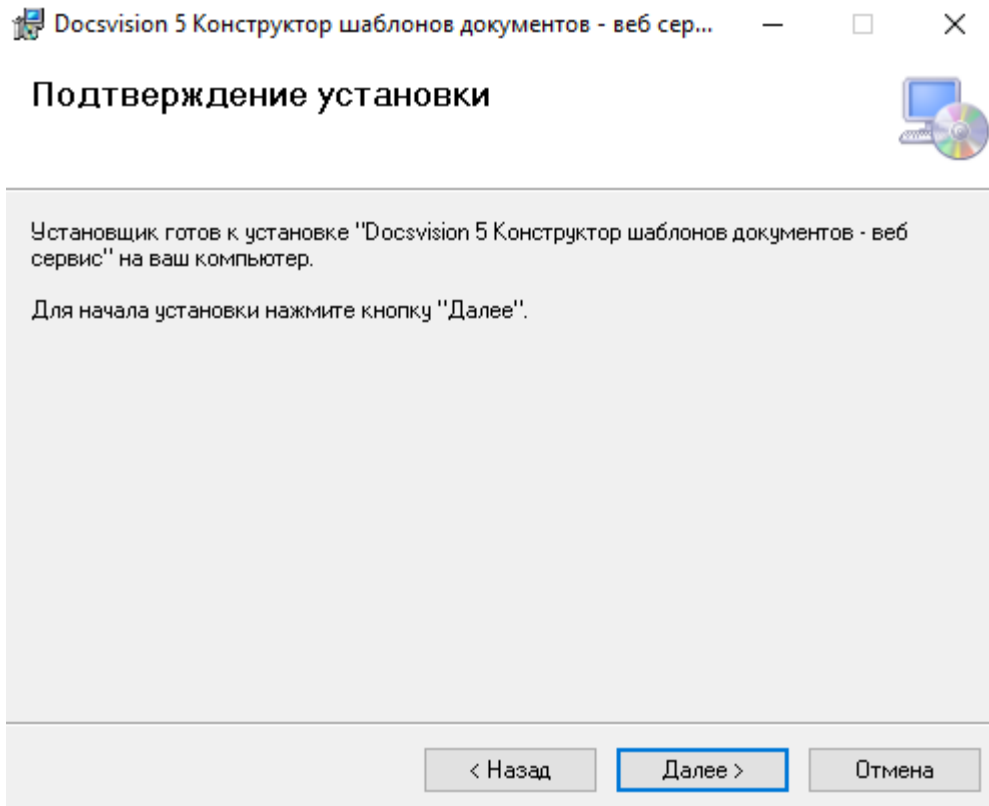 Docsvision 5 Конструктор шаблонов документов - веб сер...
Подтверждение установки
Установщик готов к установке "Docsvision 5 Конструктор шаблонов документов - веб
сервис" на ваш компьютер.
Для начала установки нажмите кнопку "Далее".
< Назад
Далее >
Отмена